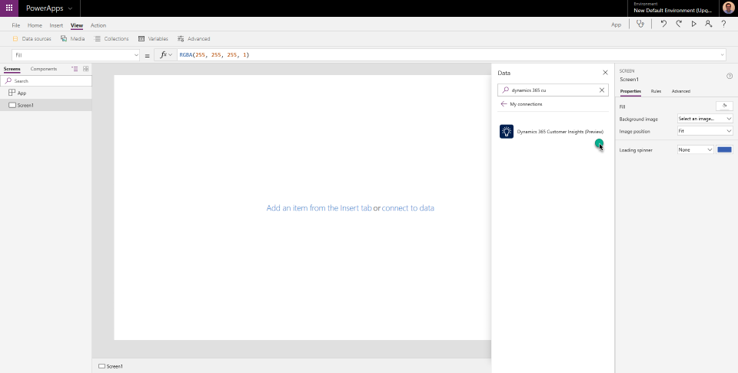 PowerApps
Environment
New Default Environment (Upg...
File Home Insert View Action
App
Data sources Media Collections Variables Advanced
Fill = fx RGBA(255, 255, 255, 1)
Screens Components
Search
App
Screen1
Add an item from the Insert tab or connect to data
Screen1
Data
dynamics 365 cu
My connections
Dynamics 365 Customer Insights (Preview)
SCREEN
Screen1
Properties Rules Advanced
Fill
Background image Select an image...
Image position Fit
Loading spinner None